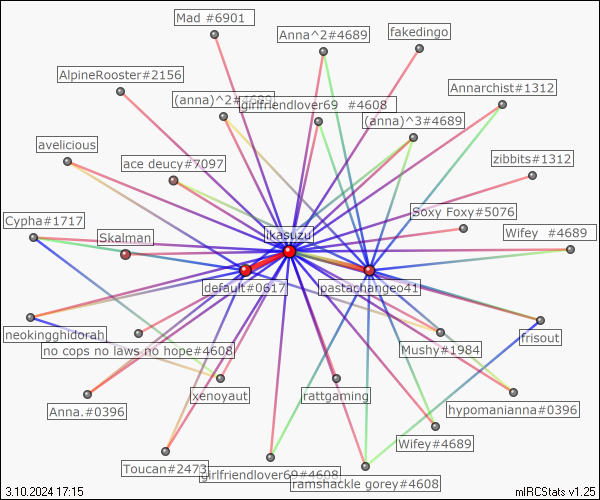 Mad #6901
Anna^2#4689
fakedingo
AlpineRooster#2156
Annarchist#1312
(anna)^2#4689
girlfriendlover69 #4608
(anna)^3#4689
avelicious
ace deucy#7097
zibbits#1312
Cypha#1717
Skalman
ikasuzu
Soxy Foxy#5076
Wifey #4689
default#0617
pastachangeo41
neokingghidorah
no cops no laws no hope#4608
Mushy#1984
frisout
Anna.#0396
xenoyaut
rattgaming
hypomanianna#0396
Wifey#4689
Toucan#2473
girlfriendlover69#4608
ramshackle gorey#4608
3.10.2024 17:15
mIRCStats v1.25